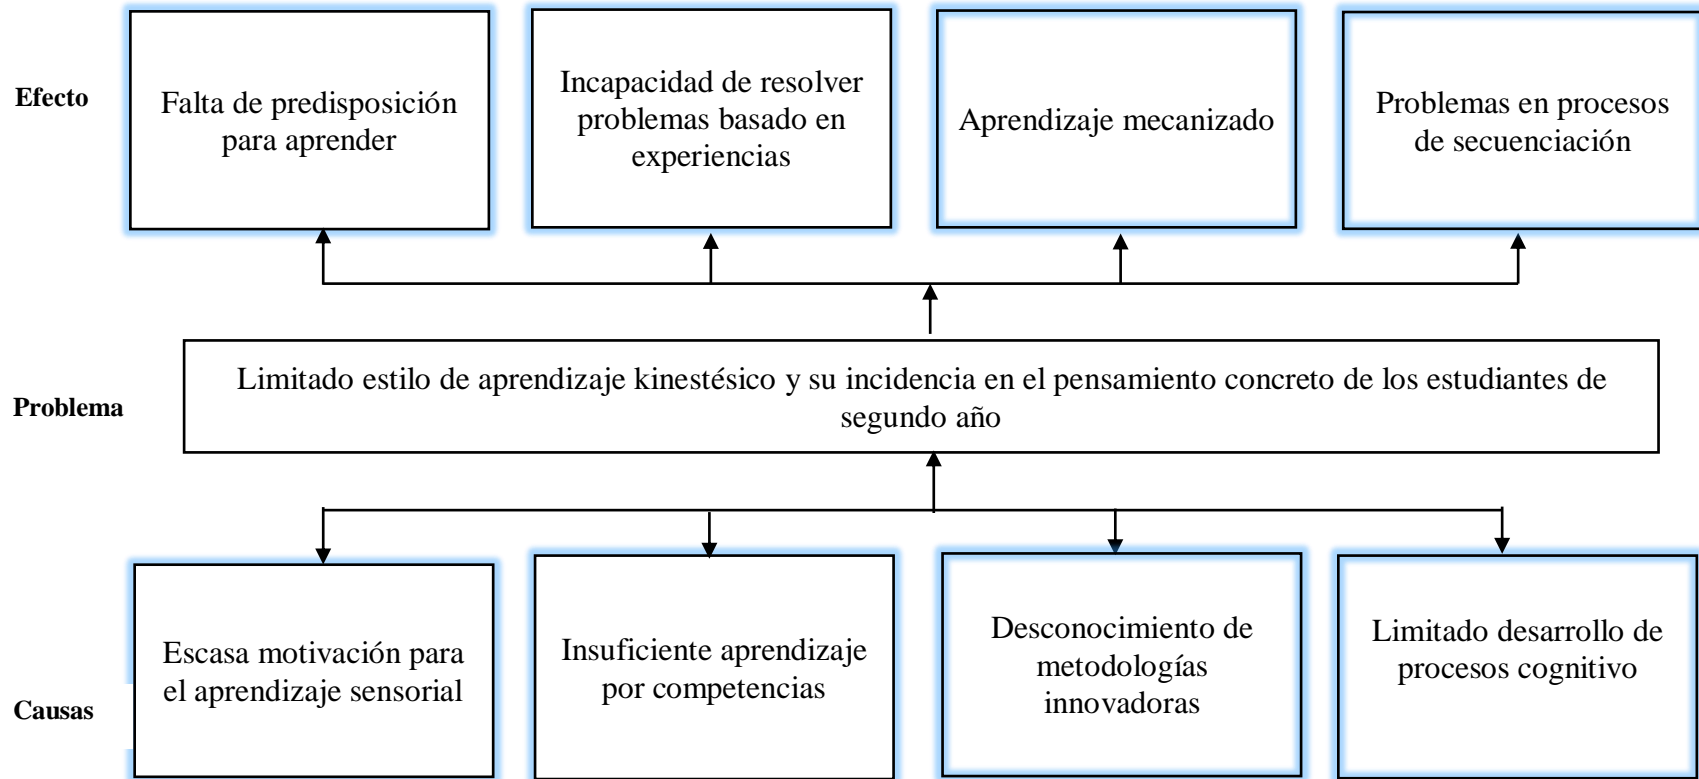 Efecto
Falta de predisposición
para aprender
Incapacidad de resolver
problemas basado en
experiencias
Aprendizaje mecanizado
Problemas en procesos
de secuenciación
Problema
Limitado estilo de aprendizaje kinestésico y su incidencia en el pensamiento concreto de los estudiantes de
segundo año
Causas
Escasa motivación para
el aprendizaje sensorial
Insuficiente aprendizaje
por competencias
Desconocimiento de
metodologías
innovadoras
Limitado desarrollo de
procesos cognitivo